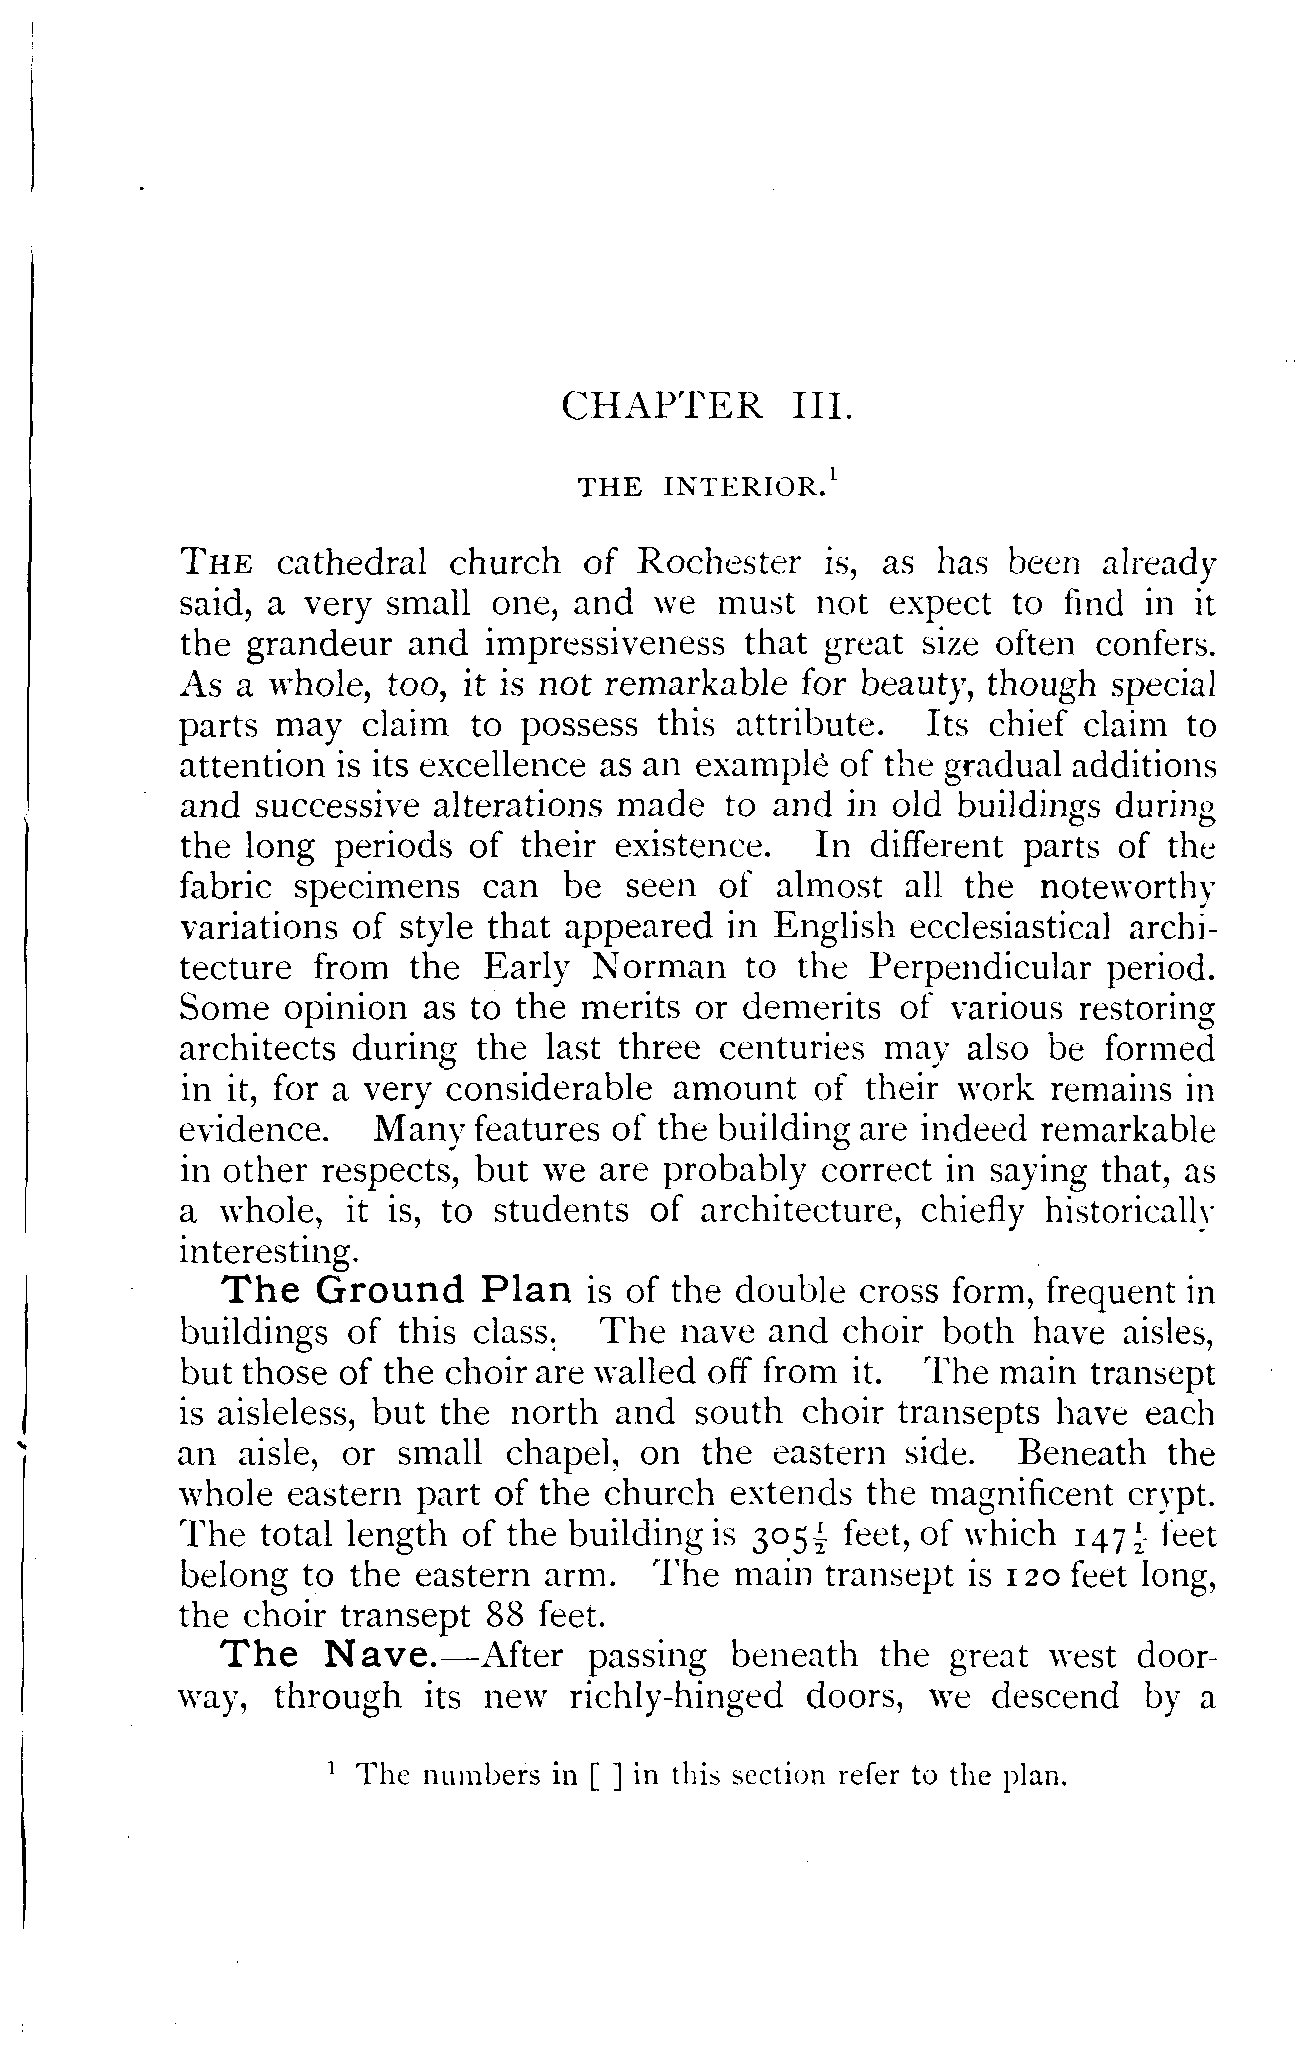 CHAPTER III.
THE INTERIOR.¹
THE cathedral church of Rochester is, as has been already
said, a very small one, and we must not expect to find in it
the grandeur and impressiveness that great size often confers.
As a whole, too, it is not remarkable for beauty, though special
parts may claim to possess this attribute. Its chief claim to
attention is its excellence as an example of the gradual additions
and successive alterations made to and in old buildings during
the long periods of their existence. In different parts of the
fabric specimens can be seen of almost all the noteworthy
variations of style that appeared in English ecclesiastical archi-
tecture from the Early Norman to the Perpendicular period.
Some opinion as to the merits or demerits of various restoring
architects during the last three centuries may also be formed
in it, for a very considerable amount of their work remains in
evidence. Many features of the building are indeed remarkable
in other respects, but we are probably correct in saying that, as
a whole, it is, to students of architecture, chiefly historically
interesting.
The Ground Plan is of the double cross form, frequent in
buildings of this class. The nave and choir both have aisles,
but those of the choir are walled off from it. The main transept
is aisleless, but the north and south choir transepts have each
an aisle, or small chapel, on the eastern side. Beneath the
whole eastern part of the church extends the magnificent crypt.
The total length of the building is 305½ feet, of which 147½ feet
belong to the eastern arm. The main transept is 120 feet long,
the choir transept 88 feet.
The Nave.—After passing beneath the great west door-
way, through its new richly-hinged doors, we descend by a
¹ The numbers in [ ] in this section refer to the plan.